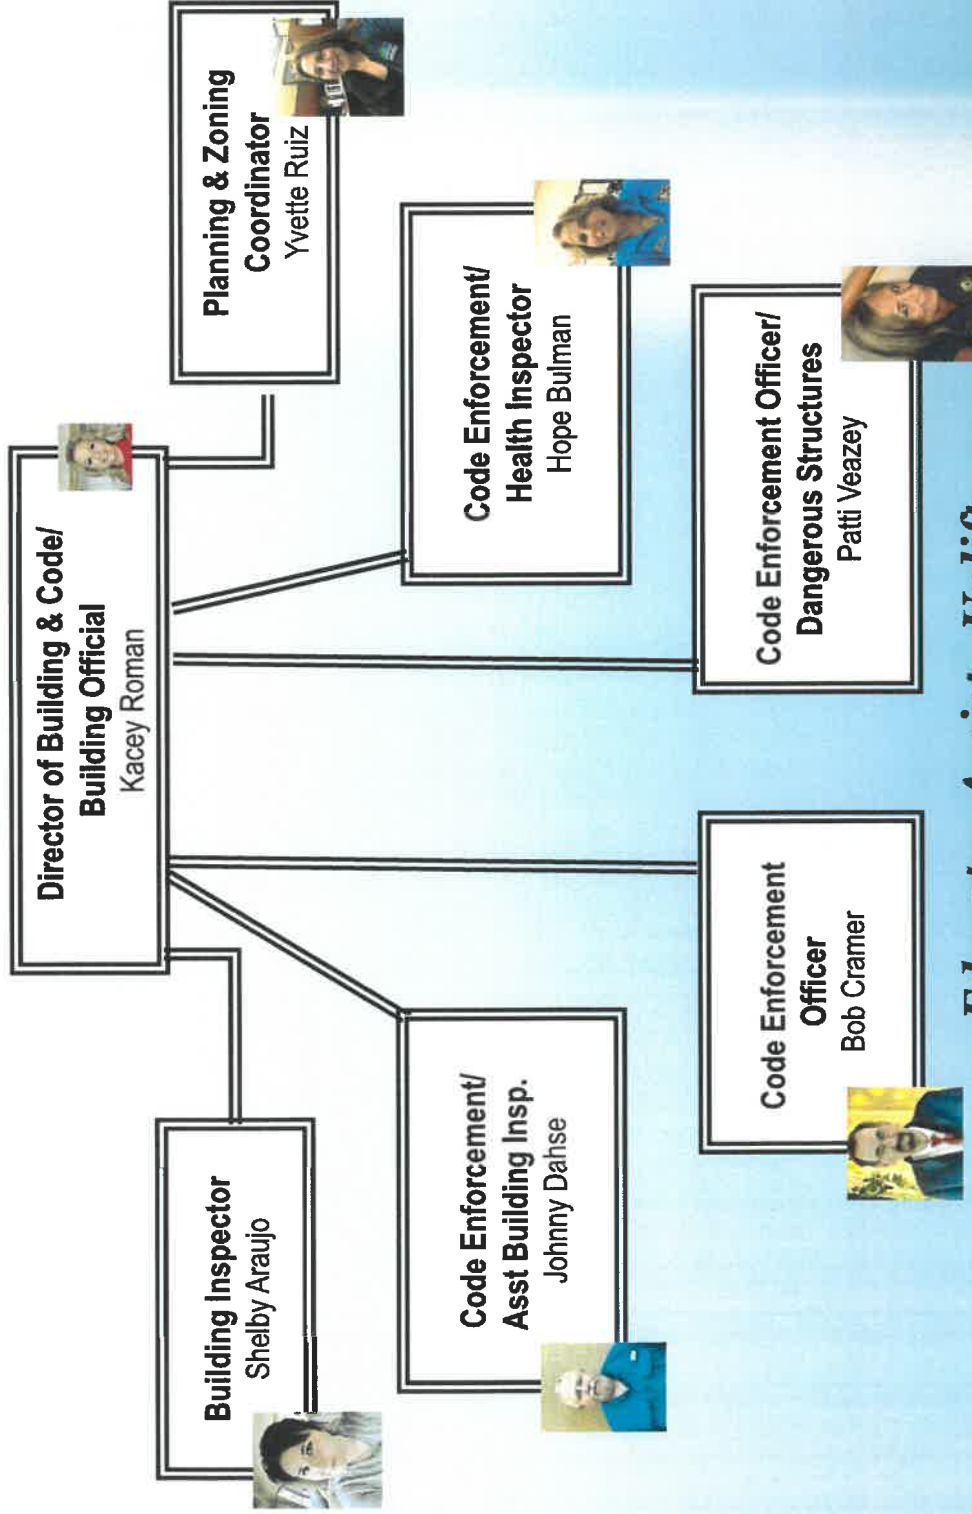 Director of Building & Code/
Building Official
Kacey Roman
Planning & Zoning
Coordinator
Yvette Ruiz
Building Inspector
Shelby Araujo
Code Enforcement/
Health Inspector
Hope Bulman
Code Enforcement/
Asst Building Insp.
Johnny Dahse
Code Enforcement Officer/
Dangerous Structures
Patti Veazey
Code Enforcement
Officer
Bob Cramer